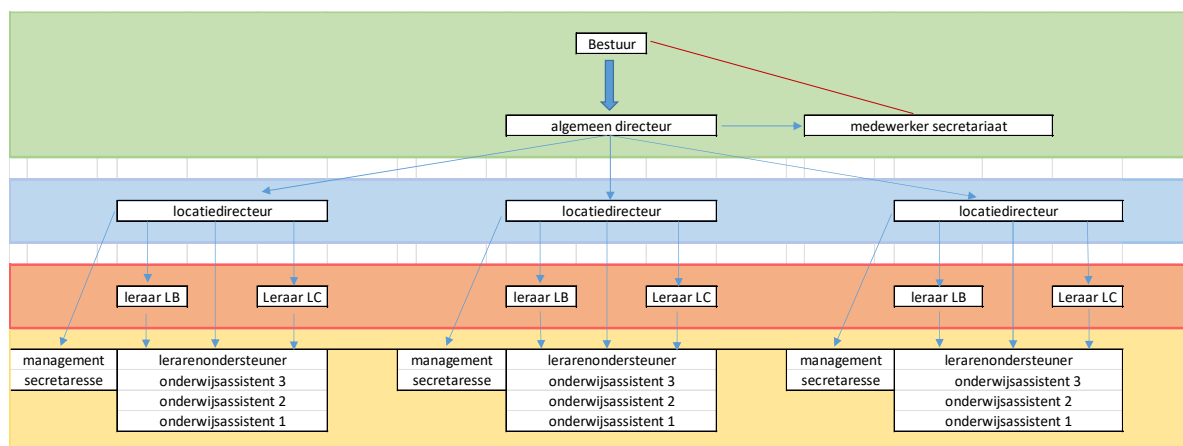 Bestuur
algemeen directeur medewerker secretariaat
locatiedirecteur locatiedirecteur locatiedirecteur
leraar LB Leraar LC leraar LB Leraar LC leraar LB Leraar LC
management lerarenondersteuner management lerarenondersteuner management lerarenondersteuner
secretaresse onderwijsassistent 3 secretaresse onderwijsassistent 3 secretaresse onderwijsassistent 3
onderwijsassistent 2 onderwijsassistent 2 onderwijsassistent 2
onderwijsassistent 1 onderwijsassistent 1 onderwijsassistent 1